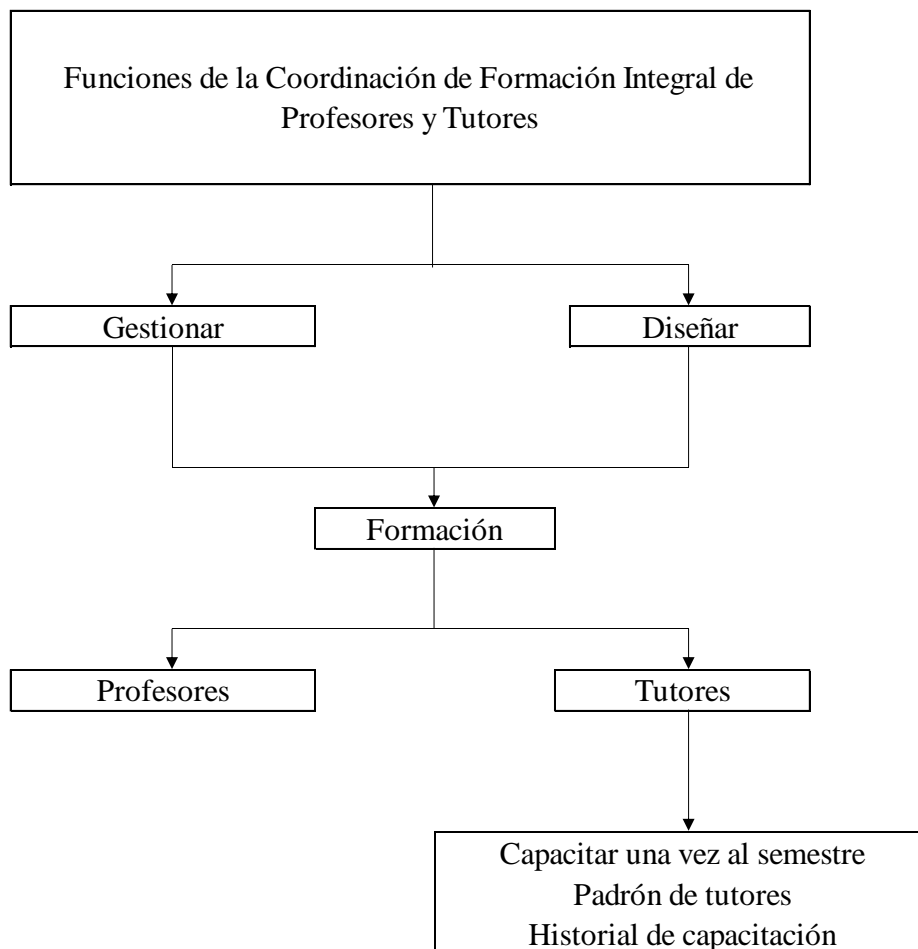 Funciones de la Coordinación de Formación Integral de
Profesores y Tutores
Gestionar
Diseñar
Formación
Profesores
Tutores
Capacitar una vez al semestre
Padrón de tutores
Historial de capacitación